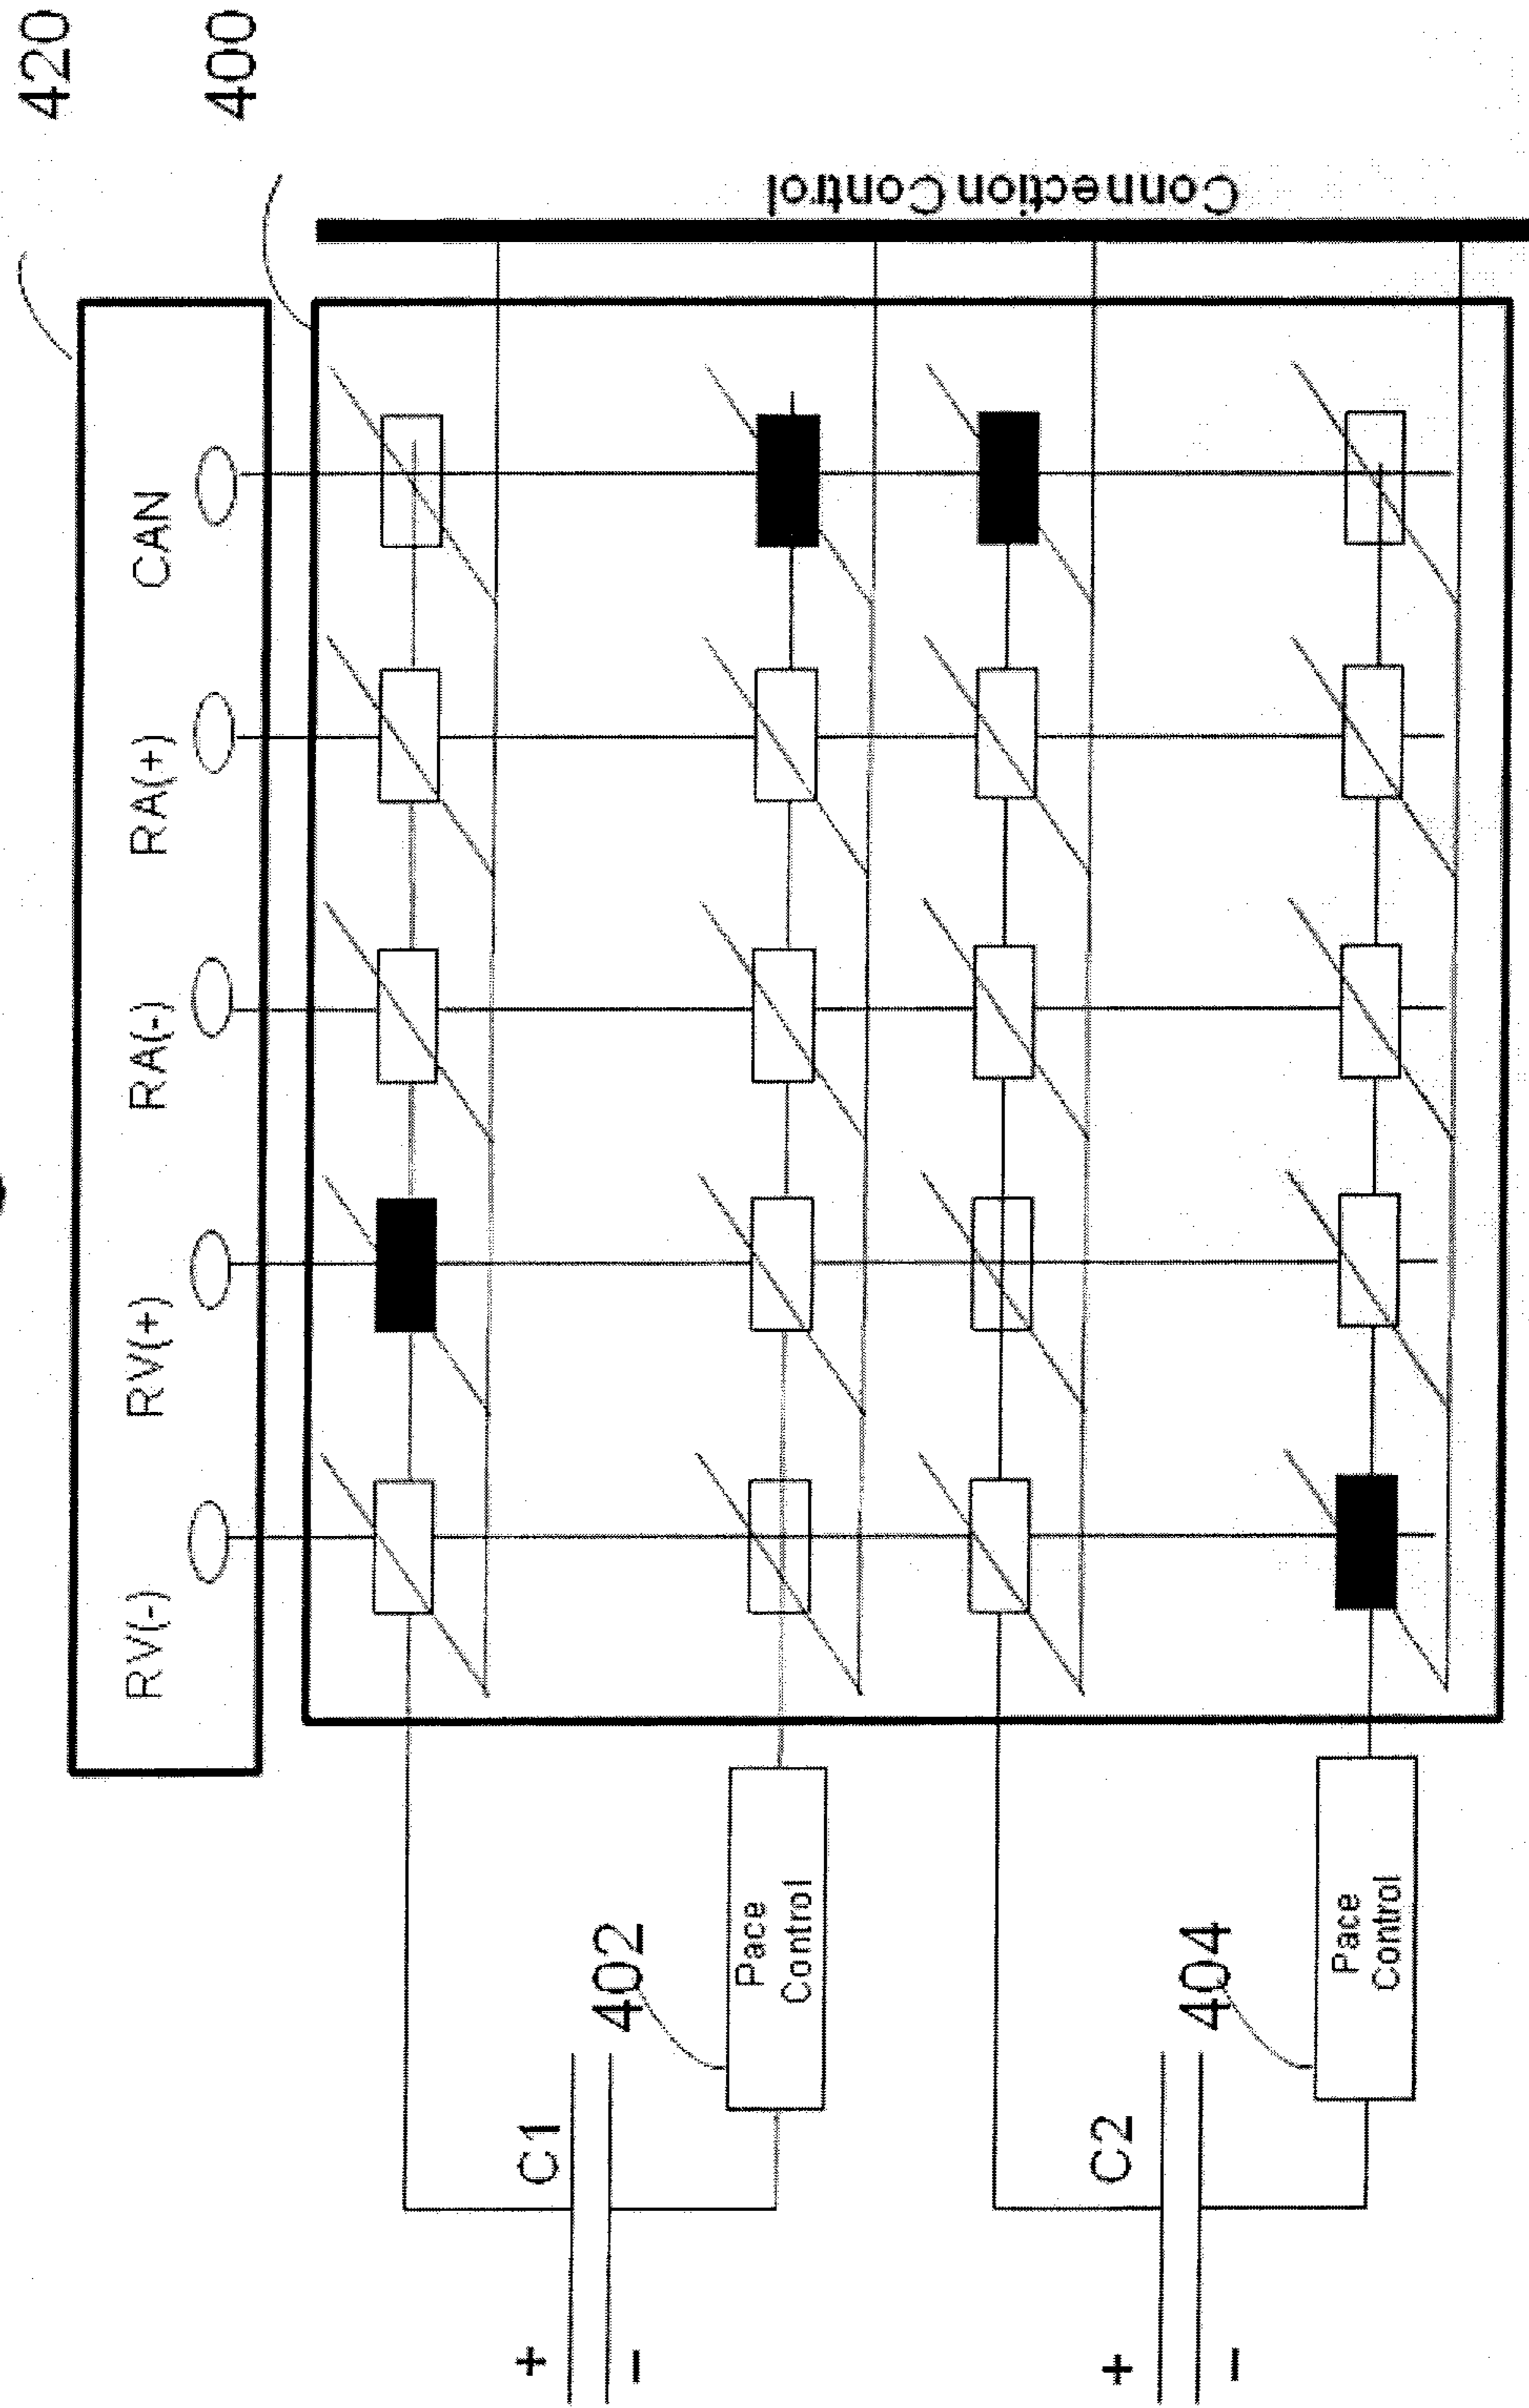 420
400
RV(-) RV(+) RA(-) RA(+) CAN
Connection Control
C1
402
+
-
Pace
Control
C2
404
+
-
Pace
Control